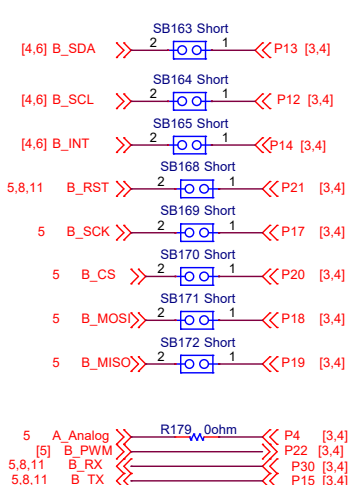 SB163 Short
[4,6] B_SDA 2 1 P13 [3,4]
SB164 Short
[4,6] B_SCL 2 1 P12 [3,4]
SB165 Short
[4,6] B_INT 2 1 P14 [3,4]
SB168 Short
5,8,11 B_RST 2 1 P21 [3,4]
SB169 Short
5 B_SCK 2 1 P17 [3,4]
SB170 Short
5 B_CS 2 1 P20 [3,4]
SB171 Short
5 B_MOSI 2 1 P18 [3,4]
SB172 Short
5 B_MISO 2 1 P19 [3,4]
5 A_Analog R179 0ohm P4 [3,4]
[5] B_PWM P22 [3,4]
5,8,11 B_RX P30 [3,4]
5,8,11 B_TX P15 [3,4]